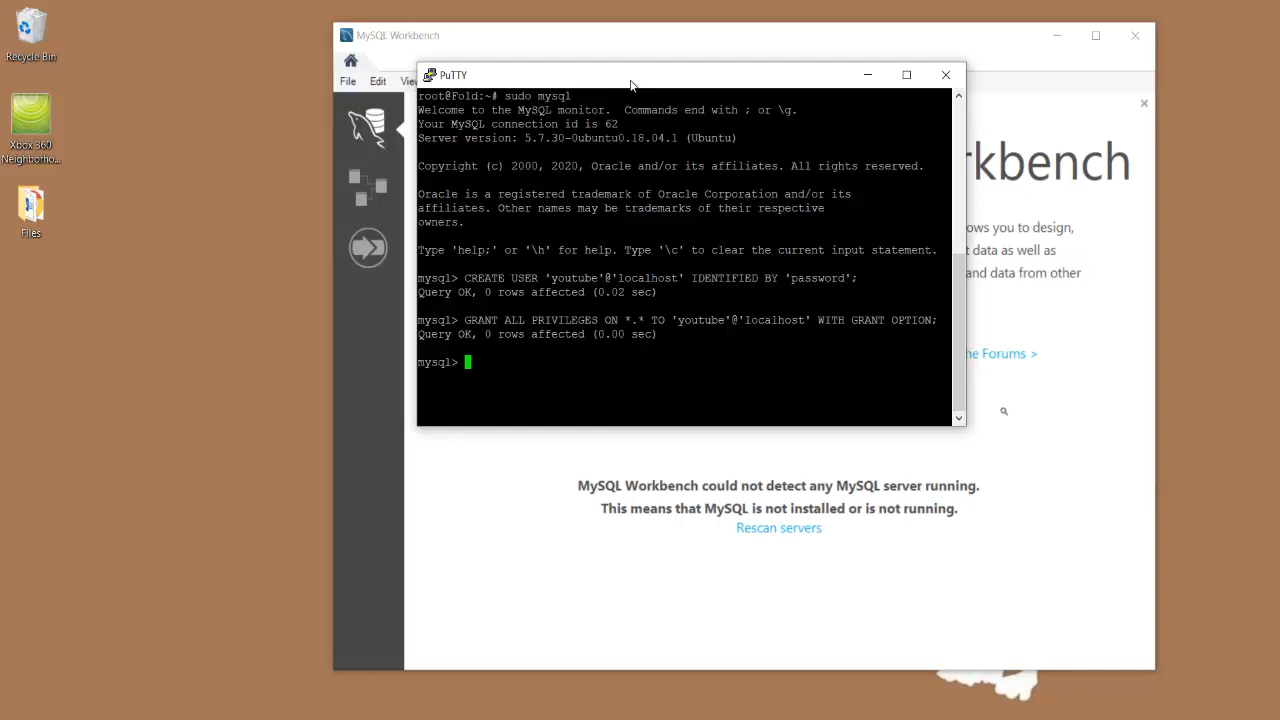 Recycle Bin
Xbox 360
Neighborho...
Files
MySQL Workbench
File Edit
PuTTY
root@Fold:~# sudo mysql
Welcome to the MySQL monitor.  Commands end with ; or \g.
Your MySQL connection id is 62
Server version: 5.7.30-0ubuntu0.18.04.1 (Ubuntu)
Copyright (c) 2000, 2020, Oracle and/or its affiliates. All rights reserved.
Oracle is a registered trademark of Oracle Corporation and/or its
affiliates. Other names may be trademarks of their respective
owners.
Type 'help;' or '\h' for help. Type '\c' to clear the current input statement.
mysql> CREATE USER 'youtube'@'localhost' IDENTIFIED BY 'password';
Query OK, 0 rows affected (0.02 sec)
mysql> GRANT ALL PRIVILEGES ON *.* TO 'youtube'@'localhost' WITH GRANT OPTION;
Query OK, 0 rows affected (0.00 sec)
mysql>
rkbench
ows you to design,
t data as well as
and data from other
he Forums >
MySQL Workbench could not detect any MySQL server running.
This means that MySQL is not installed or is not running.
Rescan servers